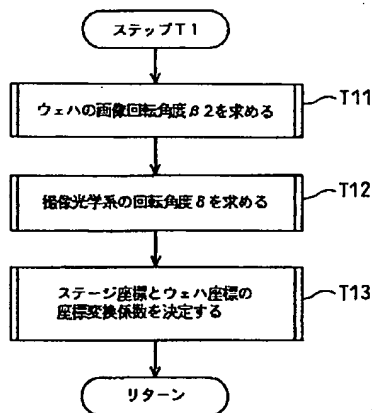 ステップT1
ウェハの画像回転角度β2を求める
T11
撮像光学系の回転角度δを求める
T12
ステージ座標とウェハ座標の
座標変換係数を決定する
T13
リターン